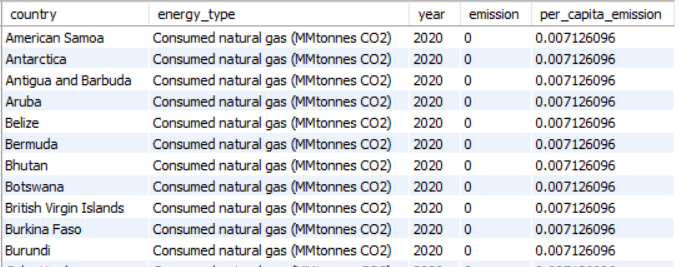 country energy_type year emission per_capita_emission
American Samoa Consumed natural gas (MMtonnes CO2) 2020 0 0.007126096
Antarctica Consumed natural gas (MMtonnes CO2) 2020 0 0.007126096
Antigua and Barbuda Consumed natural gas (MMtonnes CO2) 2020 0 0.007126096
Aruba Consumed natural gas (MMtonnes CO2) 2020 0 0.007126096
Belize Consumed natural gas (MMtonnes CO2) 2020 0 0.007126096
Bermuda Consumed natural gas (MMtonnes CO2) 2020 0 0.007126096
Bhutan Consumed natural gas (MMtonnes CO2) 2020 0 0.007126096
Botswana Consumed natural gas (MMtonnes CO2) 2020 0 0.007126096
British Virgin Islands Consumed natural gas (MMtonnes CO2) 2020 0 0.007126096
Burkina Faso Consumed natural gas (MMtonnes CO2) 2020 0 0.007126096
Burundi Consumed natural gas (MMtonnes CO2) 2020 0 0.007126096